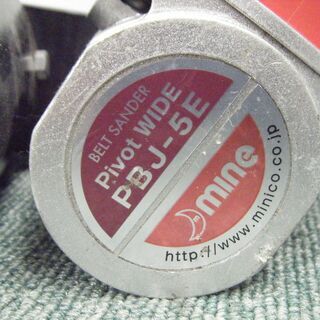 BELT SANDER
Pivot WIDE
PBJ-5E
mine
http://www.minico.co.jp